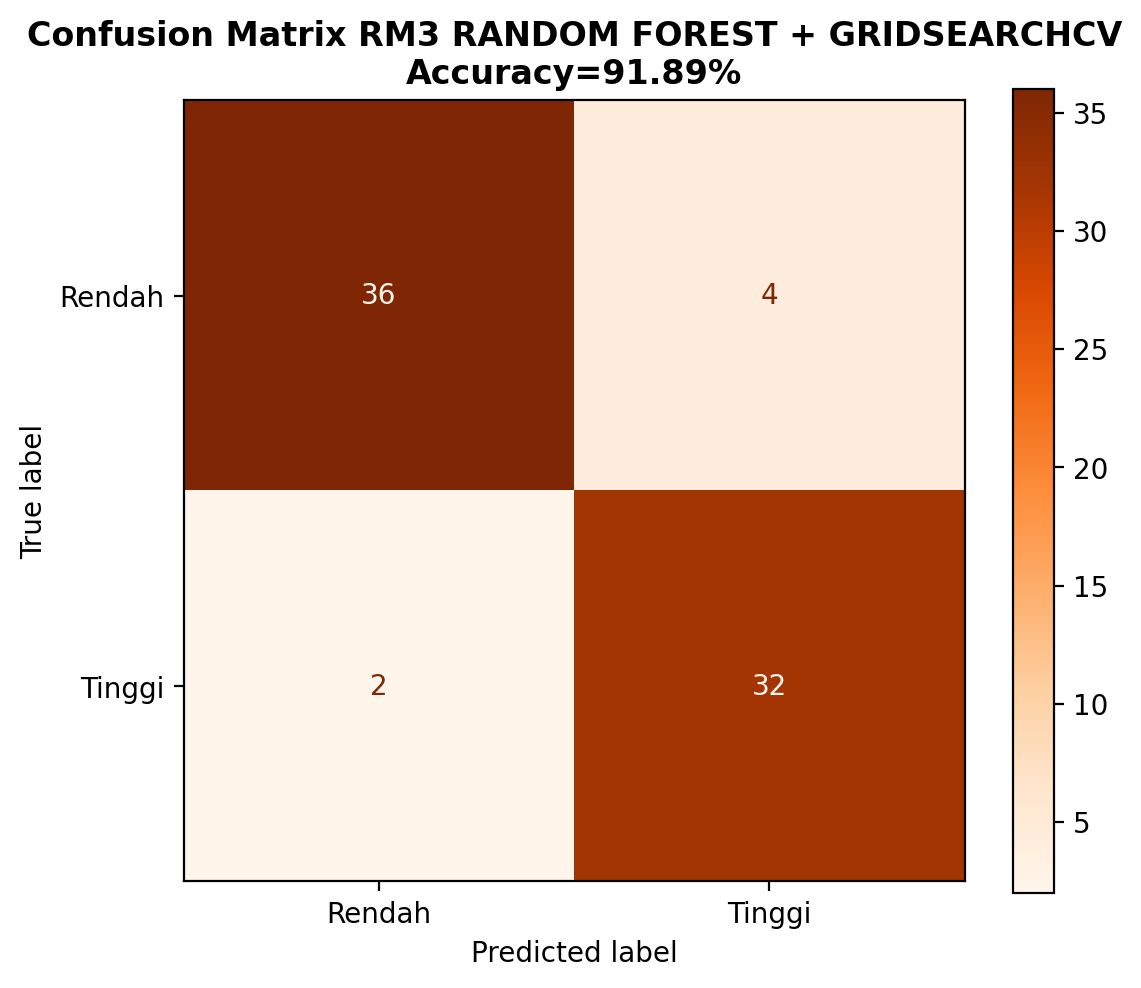 Confusion Matrix RM3 RANDOM FOREST + GRIDSEARCHCV
Accuracy=91.89%
True label
Rendah
36
4
Tinggi
2
32
Rendah
Tinggi
Predicted label
35
30
25
20
15
10
5